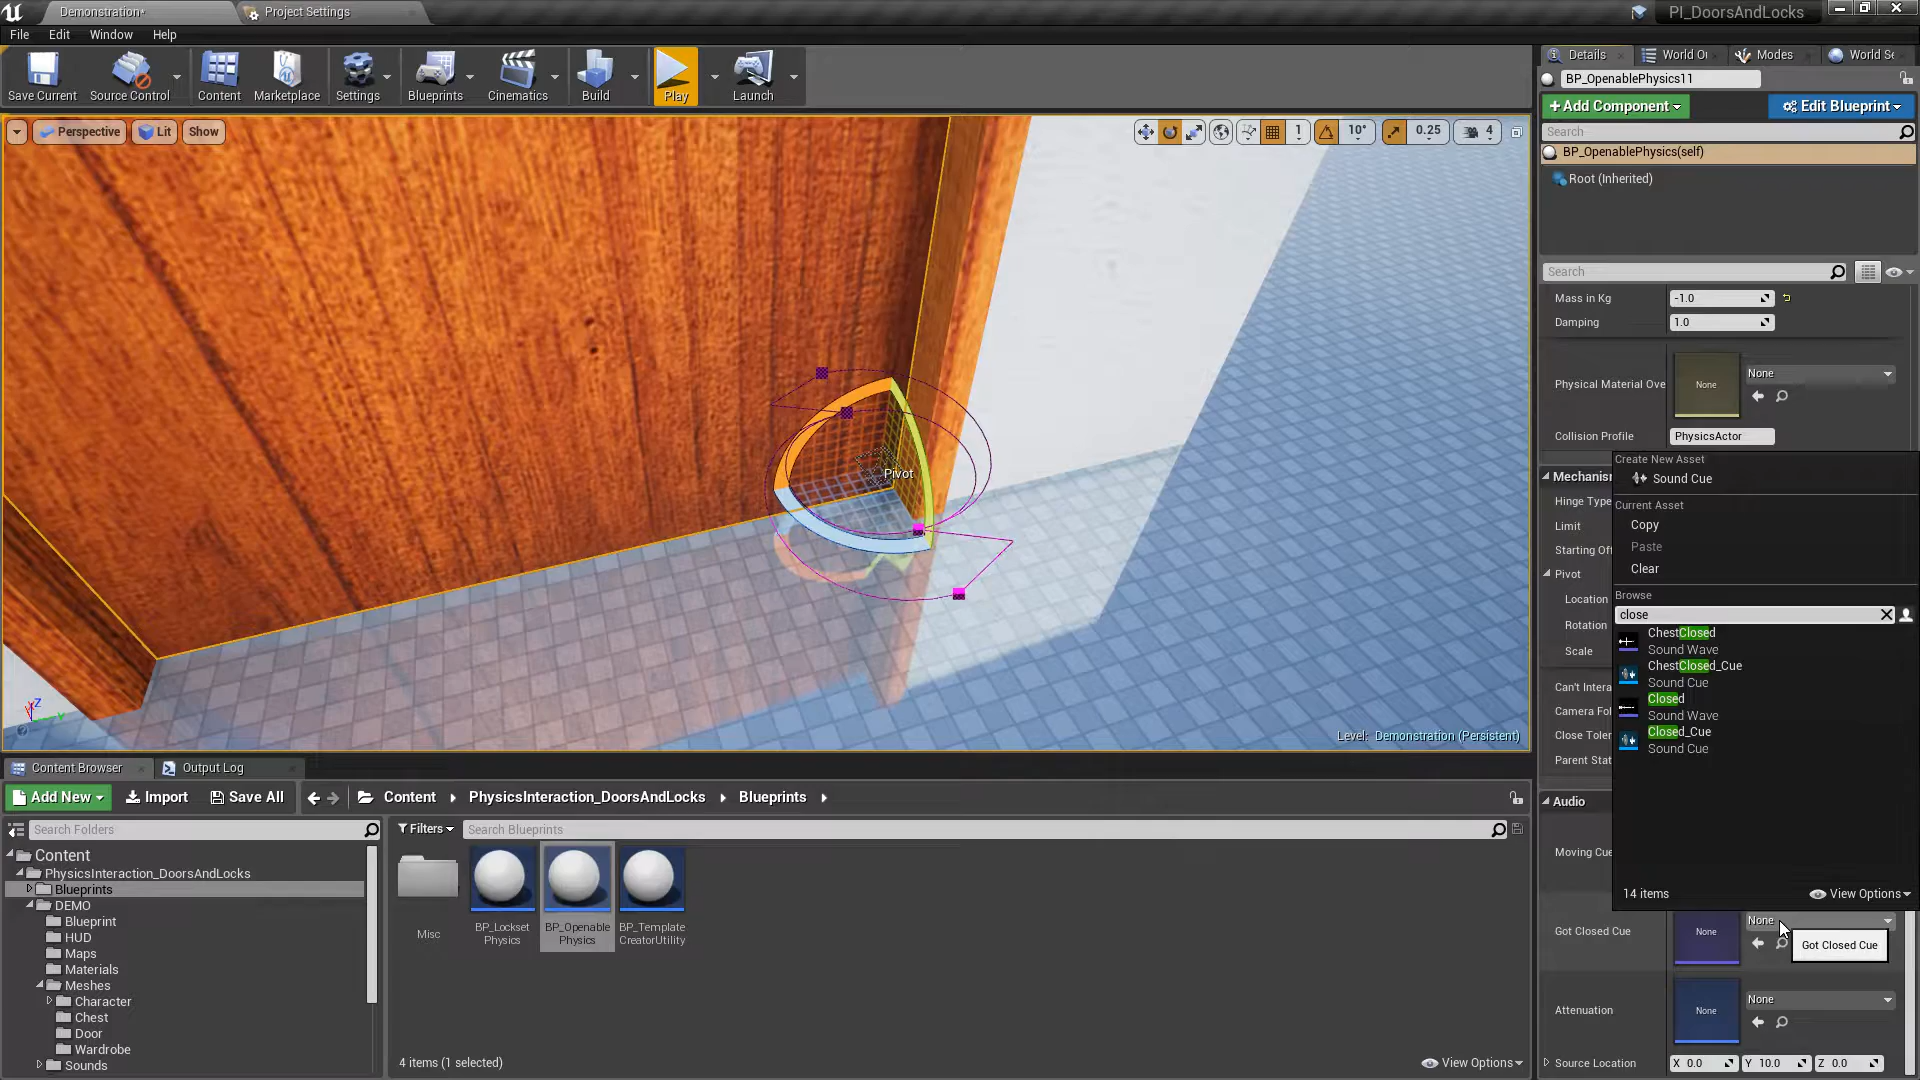 Demonstration*
Project Settings
PI_DoorsAndLocks
File Edit Window Help
Save Current
Source Control
Content
Marketplace
Settings
Blueprints
Cinematics
Build
Play
Launch
Perspective
Lit
Show
1
10°
0.25
4
Pivot
Z
Y
Level: Demonstration (Persistent)
Details
World Ou
Modes
World Se
BP_OpenablePhysics11
+Add Component
Edit Blueprint
Search
BP_OpenablePhysics(self)
Root (Inherited)
Search
Mass in Kg -1.0
Damping 1.0
Physical Material Ove
None
None
Collision Profile PhysicsActor
Mechanism
Hinge Type
Limit
Starting Off
Pivot
Location
Rotation
Scale
Can't Intera
Camera Fol
Close Toler
Parent Stat
Audio
Moving Cue
Create New Asset
Sound Cue
Current Asset
Copy
Paste
Clear
Browse
close
ChestClosed
Sound Wave
ChestClosed_Cue
Sound Cue
Closed
Sound Wave
Closed_Cue
Sound Cue
14 items
View Options
Got Closed Cue
None
None
Got Closed Cue
Attenuation
None
None
Source Location X 0.0 Y 10.0 Z 0.0
Content Browser
Output Log
Add New
Import
Save All
Content
PhysicsInteraction_DoorsAndLocks
Blueprints
Search Folders
Filters
Search Blueprints
Content
PhysicsInteraction_DoorsAndLocks
Blueprints
DEMO
Blueprint
HUD
Maps
Materials
Meshes
Character
Chest
Door
Wardrobe
Sounds
Misc
BP_Lockset
Physics
BP_Openable
Physics
BP_Template
CreatorUtility
4 items (1 selected)
View Options